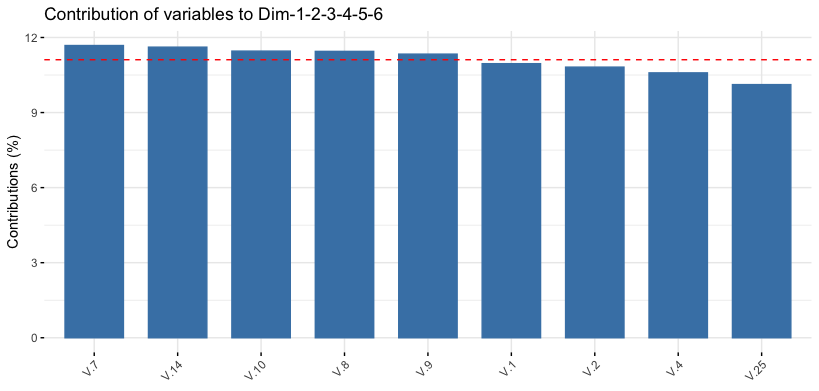 Contribution of variables to Dim-1-2-3-4-5-6
Contributions (%)
12
9
6
3
0
V.7
V.14
V.10
V.8
V.9
V.1
V.2
V.4
V.25